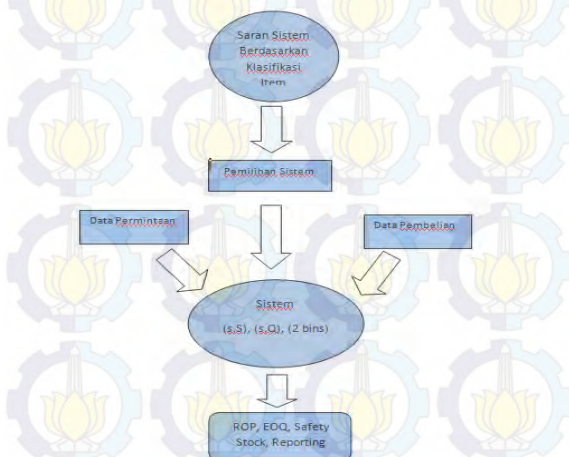 Saran Sistem
Berdasarkan
Klasifikasi
Item
Pemilihan Sistem
Data Permintaan
Data Pembelian
Sistem
(s,S), (s,Q), (2 bins)
ROP, EOQ, Safety
Stock, Reporting